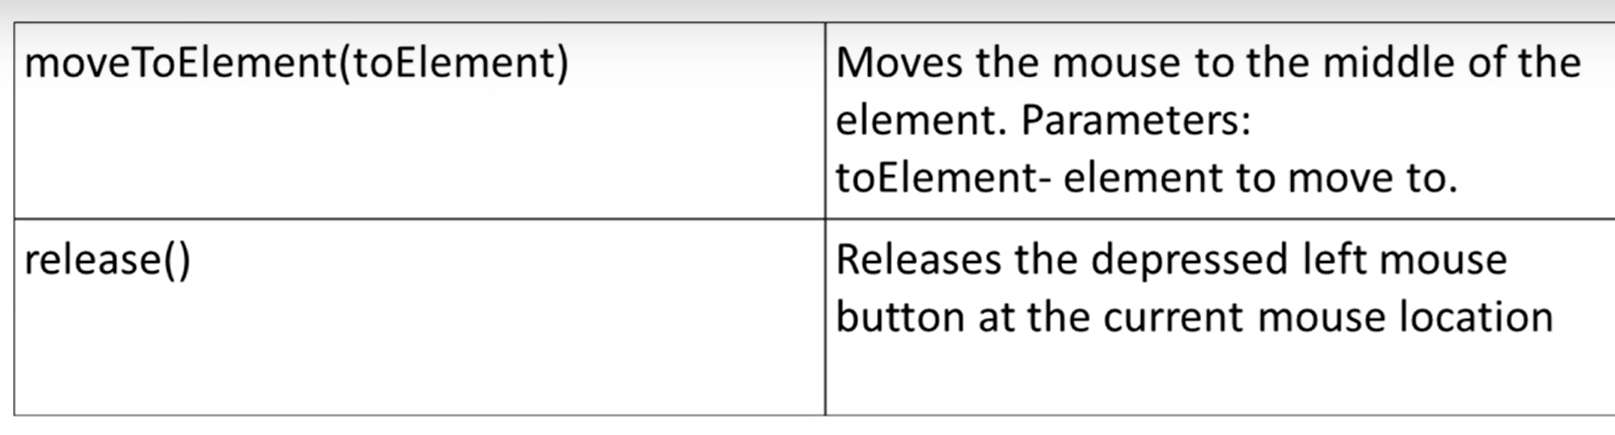 moveToElement(toElement)
Moves the mouse to the middle of the
element. Parameters:
toElement- element to move to.
release()
Releases the depressed left mouse
button at the current mouse location